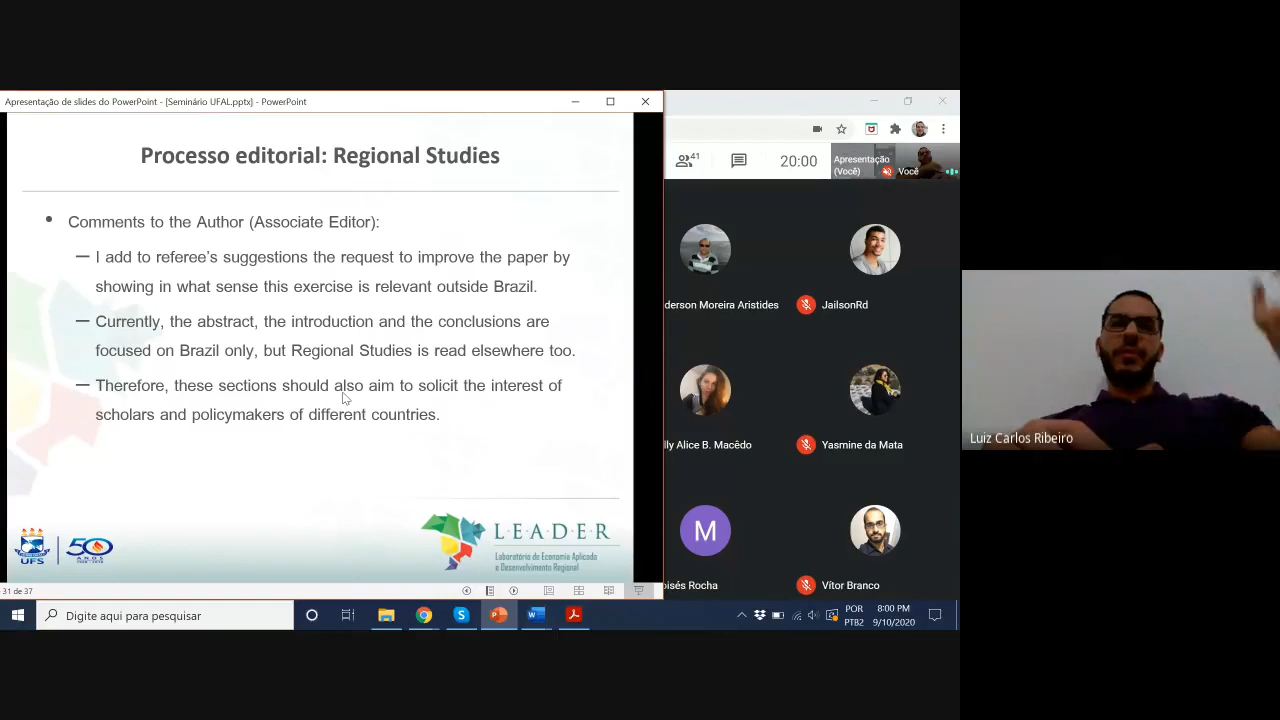 Apresentação de slides do PowerPoint - [Seminário UFAL.pptx] - PowerPoint
Processo editorial: Regional Studies
• Comments to the Author (Associate Editor):
— I add to referee's suggestions the request to improve the paper by
showing in what sense this exercise is relevant outside Brazil.
— Currently, the abstract, the introduction and the conclusions are
focused on Brazil only, but Regional Studies is read elsewhere too.
— Therefore, these sections should also aim to solicit the interest of
scholars and policymakers of different countries.
UFS
50
ANOS
LEADER
Laboratório de Economia Aplicada
e Desenvolvimento Regional
31 de 37
41
20:00
Apresentação
(Você)
Você
derson Moreira Aristides
JailsonRd
lly Alice B. Macêdo
Yasmine da Mata
M
oisés Rocha
Vítor Branco
Luiz Carlos Ribeiro
Digite aqui para pesquisar
POR
PTB2
8:00 PM
9/10/2020